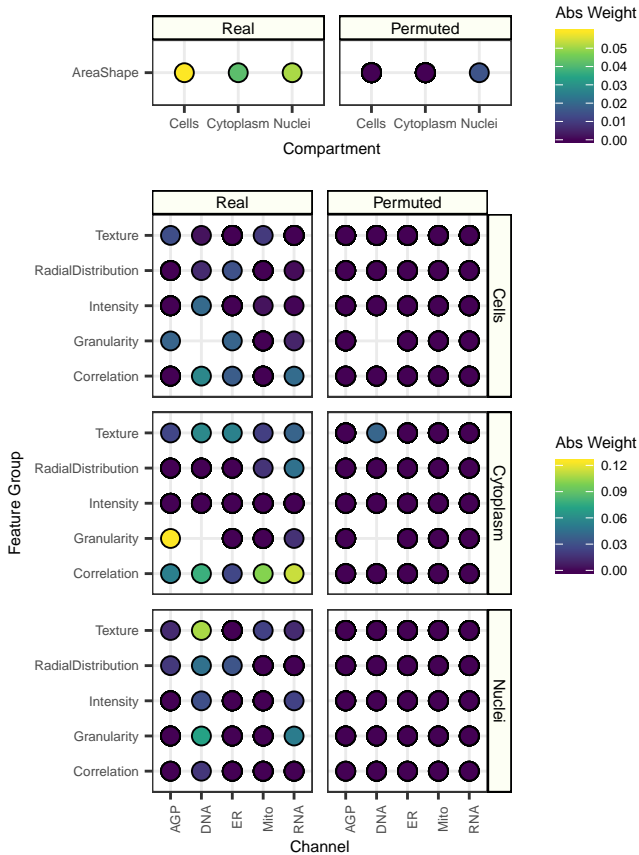 Real Permuted
AreaShape
Cells Cytoplasm Nuclei Cells Cytoplasm Nuclei
Compartment
Abs Weight
0.05
0.04
0.03
0.02
0.01
0.00
Real Permuted
Feature Group
Texture
RadialDistribution
Intensity
Granularity
Correlation
Cells
Texture
RadialDistribution
Intensity
Granularity
Correlation
Cytoplasm
Texture
RadialDistribution
Intensity
Granularity
Correlation
Nuclei
AGP DNA ER Mito RNA AGP DNA ER Mito RNA
Channel
Abs Weight
0.12
0.09
0.06
0.03
0.00